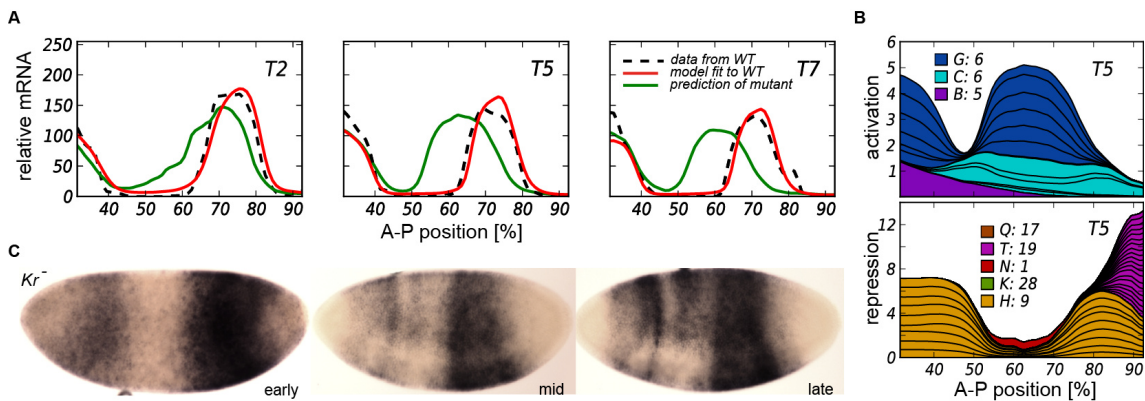 A
B
relative mRNA
250
200
150
100
50
0
T2
T5
T7
data from WT
model fit to WT
prediction of mutant
40 50 60 70 80 90
40 50 60 70 80 90
40 50 60 70 80 90
A-P position [%]
activation
6
5
4
3
2
1
G: 6
C: 6
B: 5
T5
repression
12
8
4
0
Q: 17
T: 19
N: 1
K: 28
H: 9
T5
40 50 60 70 80 90
A-P position [%]
C
Kr-
early
mid
late